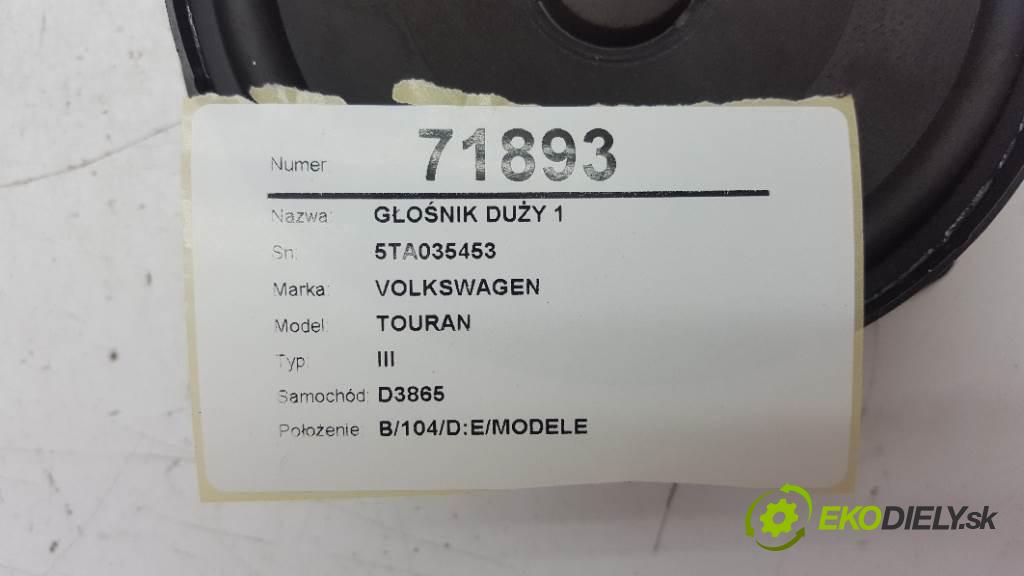 Numer 71893
Nazwa: GŁOŚNIK DUŻY 1
Sn: 5TA035453
Marka: VOLKSWAGEN
Model: TOURAN
Typ: III
Samochód: D3865
Położenie B/104/D:E/MODELE
EKODIELY.sk